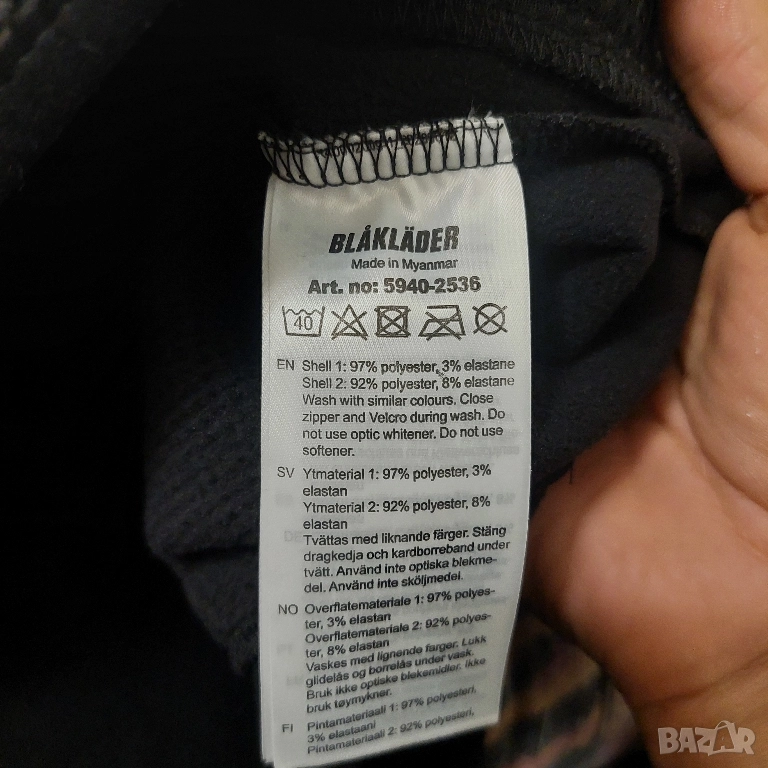 BLÅKLÄDER
Made in Myanmar
Art. no: 5940-2536
40
EN Shell 1: 97% polyester, 3% elastane
Shell 2: 92% polyester, 8% elastane
Wash with similar colours. Close
zipper and Velcro during wash. Do
not use optic whitener. Do not use
softener.
SV Ytmaterial 1: 97% polyester, 3%
elastan
Ytmaterial 2: 92% polyester, 8%
elastan
Tvättas med liknande färger. Stäng
dragkedja och kardborreband under
tvätt. Använd inte optiska blekme-
del. Använd inte sköljmedel.
NO Overflatemateriale 1: 97% polyes-
ter, 3% elastan
Overflatemateriale 2: 92% polyes-
ter, 8% elastan
Vaskes med lignende farger. Lukk
glidelås og borrelås under vask.
Bruk ikke optiske blekemidler. Ikke
bruk tøymykner.
FI Pintamateriaali 1: 97% polyesteri,
3% elastaani
Pintamateriaali 2: 92% polyesteri,
BAZAR